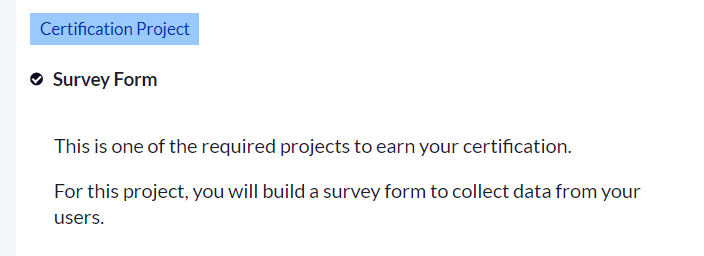 Certification Project
Survey Form
This is one of the required projects to earn your certification.
For this project, you will build a survey form to collect data from your
users.